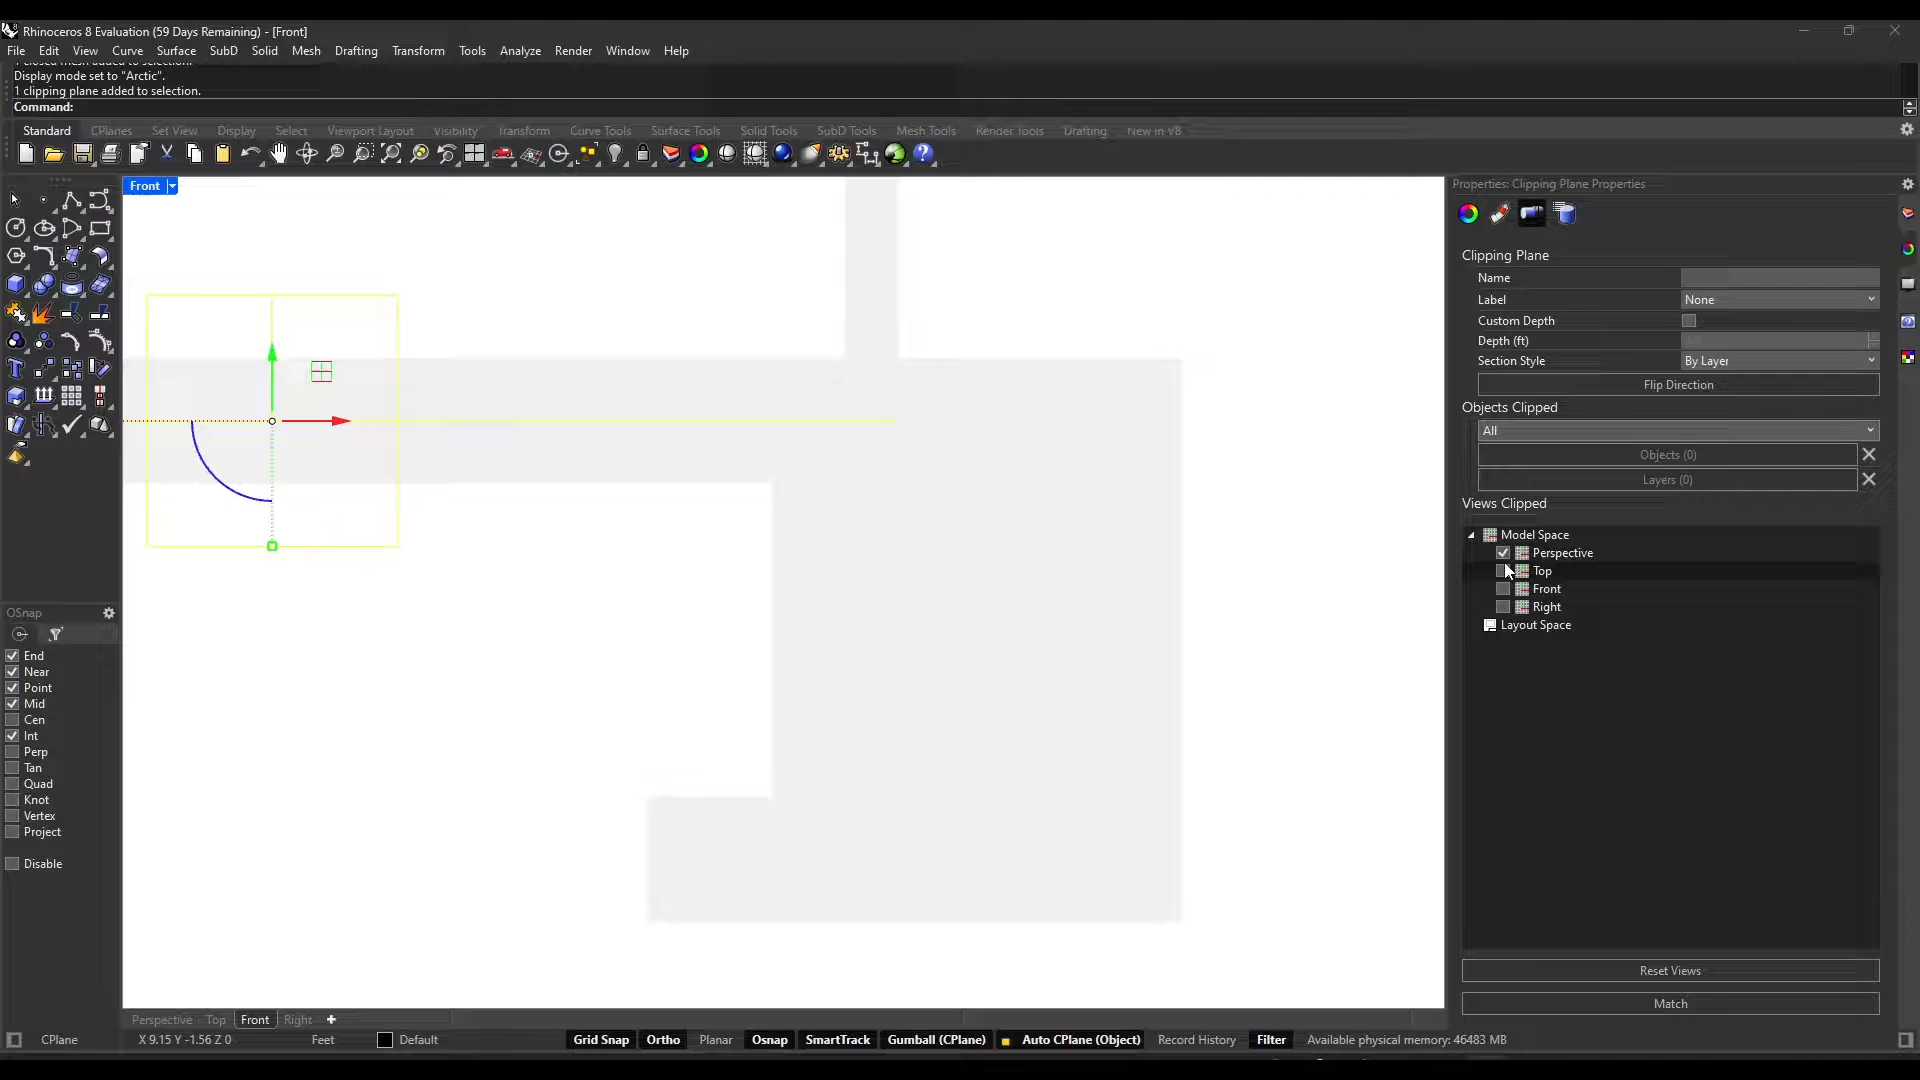 Rhinoceros 8 Evaluation (59 Days Remaining) - [Front]
File Edit View Curve Surface SubD Solid Mesh Drafting Transform Tools Analyze Render Window Help
1 closed mesh added to selection.
Display mode set to "Arctic".
1 clipping plane added to selection.
Command:
Standard CPlanes Set View Display Select Viewport Layout Visibility Transform Curve Tools Surface Tools Solid Tools SubD Tools Mesh Tools Render Tools Drafting New in V8
Front
Properties: Clipping Plane Properties
Clipping Plane
Name
Label None
Custom Depth
Depth (ft)
Section Style By Layer
Flip Direction
Objects Clipped
All
Objects (0)
Layers (0)
Views Clipped
Model Space
Perspective
Top
Front
Right
Layout Space
Reset Views
Match
OSnap
End
Near
Point
Mid
Cen
Int
Perp
Tan
Quad
Knot
Vertex
Project
Disable
Perspective Top Front Right
CPlane X 9.15 Y -1.56 Z 0 Feet Default Grid Snap Ortho Planar Osnap SmartTrack Gumball (CPlane) Auto CPlane (Object) Record History Filter Available physical memory: 46483 MB